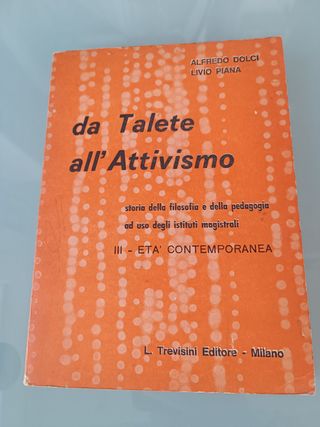 ALFREDO DOLCI
LIVIO PIANA
da Talete
all'Attivismo
storia della filosofia e della pedagogia
ad uso degli istituti magistrali
III - ETA' CONTEMPORANEA
L. Trevisini Editore - Milano